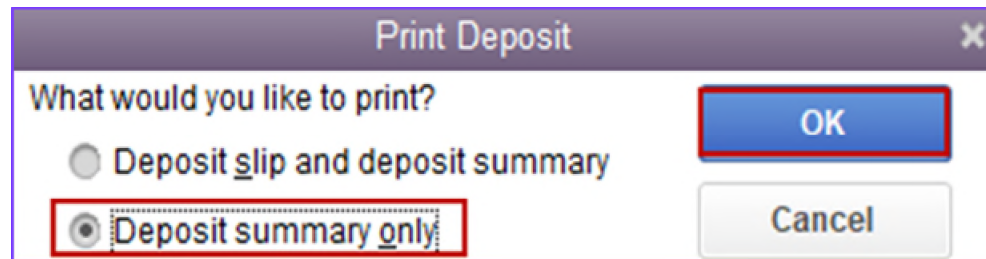 Print Deposit
What would you like to print?
OK
Deposit slip and deposit summary
Deposit summary only
Cancel